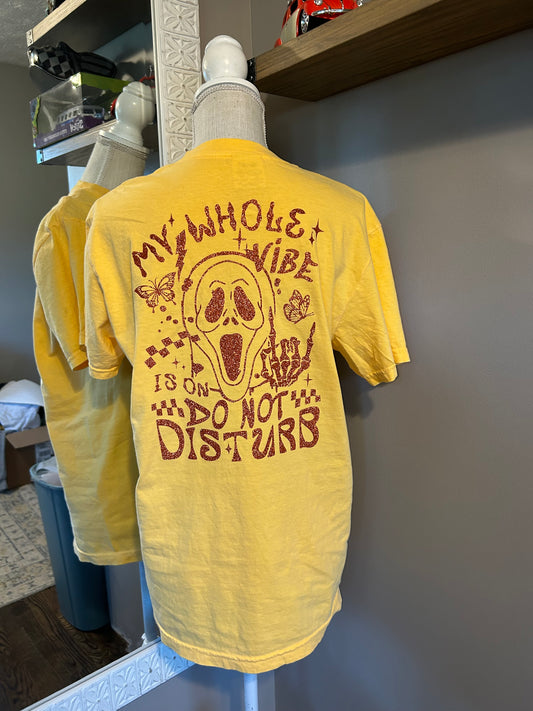 MY WHOLE
VIBE
IS ON
DO NOT
DISTURB